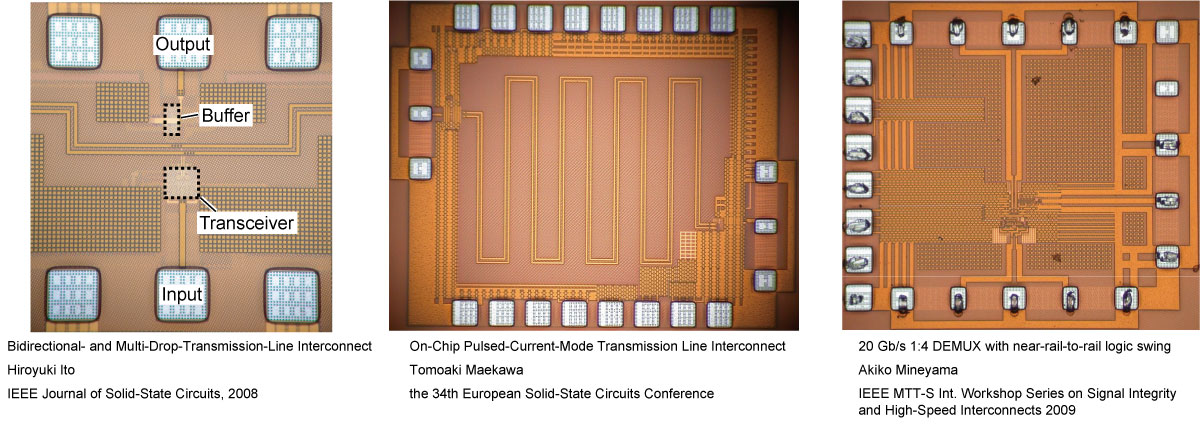 Output
Buffer
Transceiver
Input
Bidirectional- and Multi-Drop-Transmission-Line Interconnect
Hiroyuki Ito
IEEE Journal of Solid-State Circuits, 2008
On-Chip Pulsed-Current-Mode Transmission Line Interconnect
Tomoaki Maekawa
the 34th European Solid-State Circuits Conference
20 Gb/s 1:4 DEMUX with near-rail-to-rail logic swing
Akiko Mineyama
IEEE MTT-S Int. Workshop Series on Signal Integrity
and High-Speed Interconnects 2009